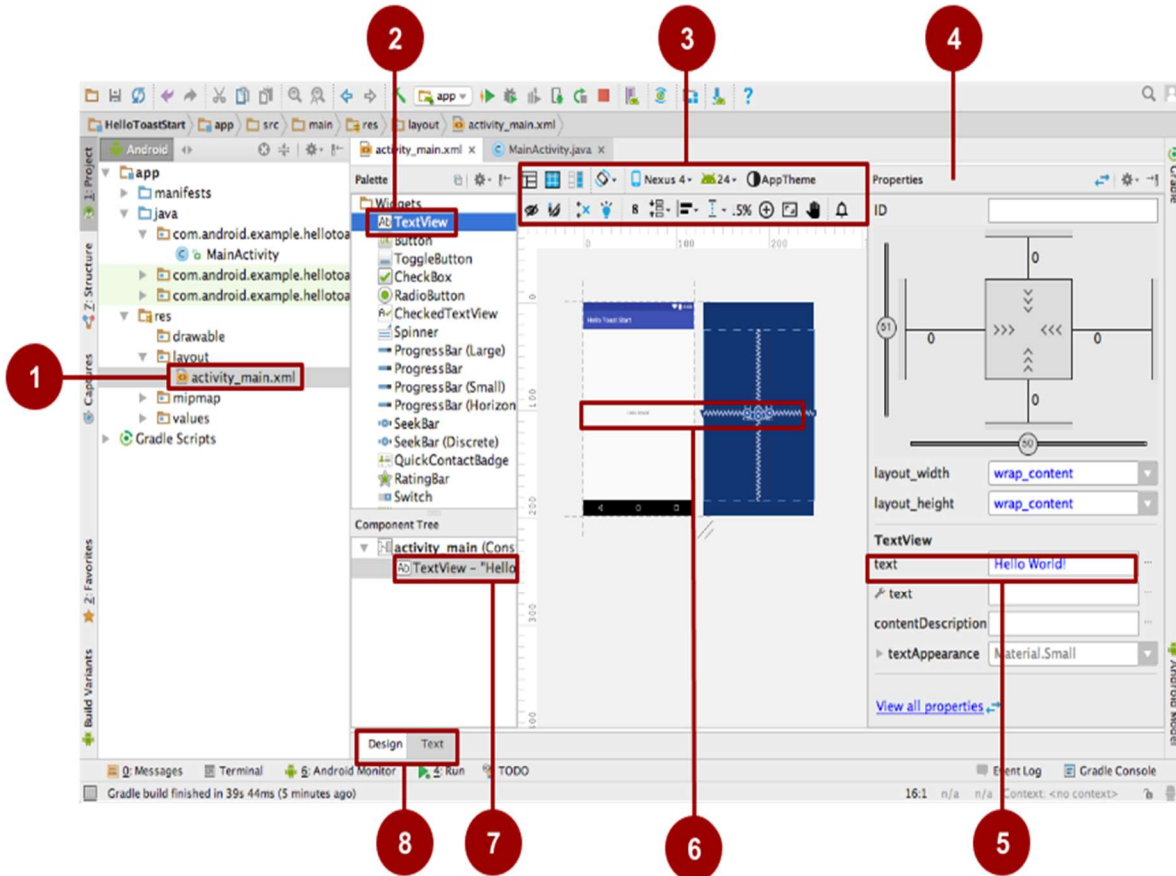 2
3
4
app
HelloToastStart
app
src
main
res
layout
activity_main.xml
Android
activity_main.xml
MainActivity.java
1: Project
Z: Structure
Captures
2: Favorites
Build Variants
app
manifests
java
com.android.example.hellotoa
MainActivity
com.android.example.hellotoa
com.android.example.hellotoa
res
drawable
layout
1
activity_main.xml
mipmap
values
Gradle Scripts
Palette
Widgets
Ab TextView
Button
ToggleButton
CheckBox
RadioButton
CheckedTextView
Spinner
ProgressBar (Large)
ProgressBar
ProgressBar (Small)
ProgressBar (Horizon
SeekBar
SeekBar (Discrete)
QuickContactBadge
RatingBar
Switch
Component Tree
activity_main (Cons
Ab TextView - "Hello
Design Text
Nexus 4 24 AppTheme
8 .5%
0 100 200
Hello Toast Start
0
100
200
300
400
Properties
ID
0
51
0
0
0
50
layout_width wrap_content
layout_height wrap_content
TextView
text Hello World!
text
contentDescription
textAppearance Material.Small
View all properties
Gradle
Android Model
0: Messages Terminal 6: Android Monitor 4: Run TODO Event Log Gradle Console
Gradle build finished in 39s 44ms (5 minutes ago) 16:1 n/a n/a Context: <no context>
8
7
6
5